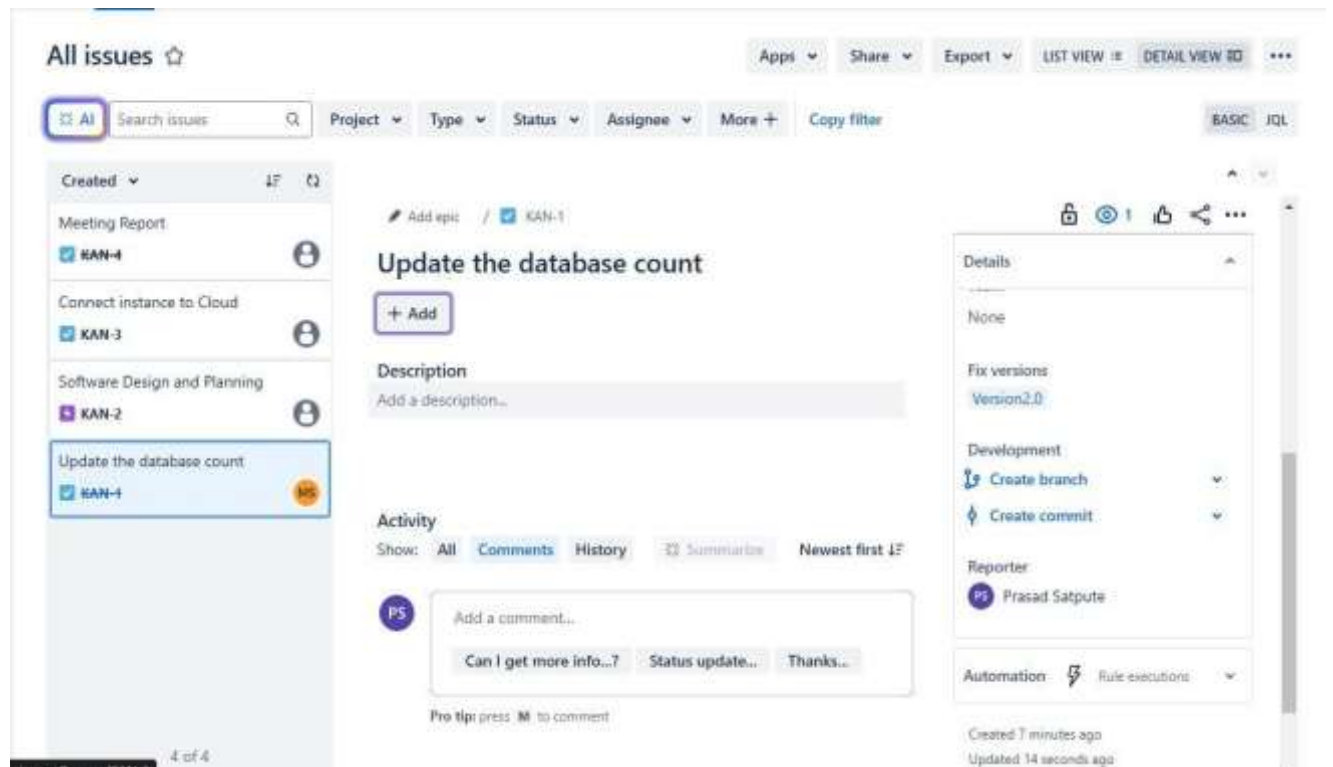 All issues
Apps Share Export LIST VIEW DETAIL VIEW
AI Search issues Project Type Status Assignee More + Copy filter BASIC JQL
Created
Meeting Report
KAN-4
Connect instance to Cloud
KAN-3
Software Design and Planning
KAN-2
Update the database count
KAN-1
4 of 4
Add epic / KAN-1
Update the database count
+ Add
Description
Add a description...
Activity
Show: All Comments History Summarize Newest first
PS Add a comment...
Can I get more info...? Status update... Thanks...
Pro tip: press M to comment
1
Details
None
Fix versions
Version2.0
Development
Create branch
Create commit
Reporter
PS Prasad Satpute
Automation Rule executions
Created 7 minutes ago
Updated 14 seconds ago